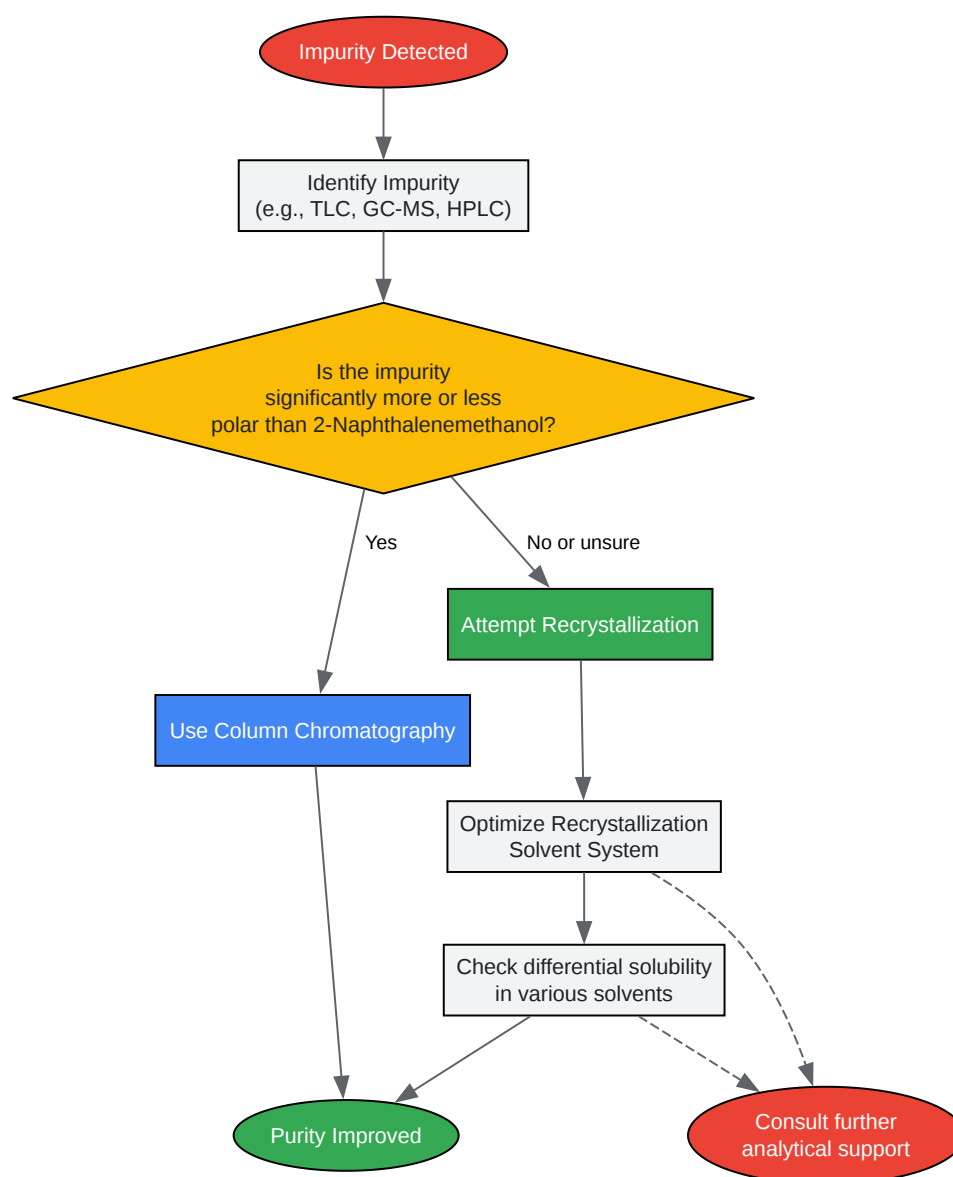 Impurity Detected
Identify Impurity
(e.g., TLC, GC-MS, HPLC)
Is the impurity
significantly more or less
polar than 2-Naphthalenemethanol?
Yes
No or unsure
Attempt Recrystallization
Use Column Chromatography
Optimize Recrystallization
Solvent System
Check differential solubility
in various solvents
Purity Improved
Consult further
analytical support